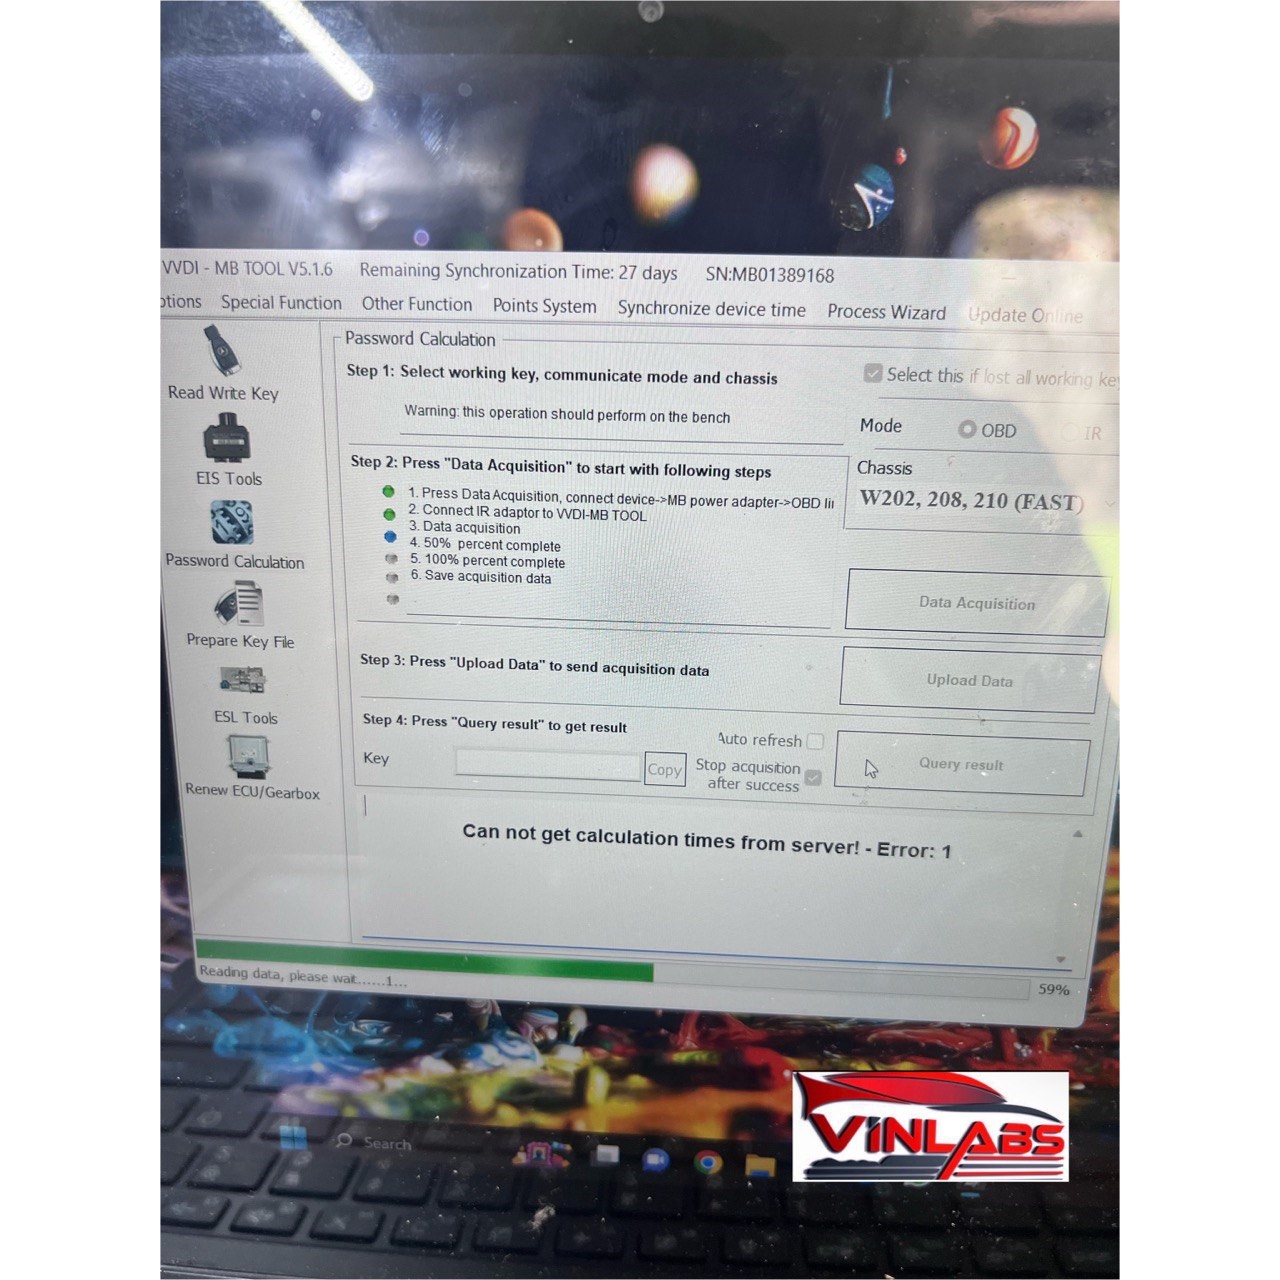 VVDI - MB TOOL V5.1.6 Remaining Synchronization Time: 27 days SN:MB01389168
ptions Special Function Other Function Points System Synchronize device time Process Wizard Update Online
Read Write Key
EIS Tools
Password Calculation
Prepare Key File
ESL Tools
Renew ECU/Gearbox
Password Calculation
Step 1: Select working key, communicate mode and chassis
Warning: this operation should perform on the bench
Select this if lost all working key
Mode OBD IR
Chassis
W202, 208, 210 (FAST)
Step 2: Press "Data Acquisition" to start with following steps
1. Press Data Acquisition, connect device->MB power adapter->OBD lin
2. Connect IR adaptor to VVDI-MB TOOL
3. Data acquisition
4. 50% percent complete
5. 100% percent complete
6. Save acquisition data
Data Acquisition
Step 3: Press "Upload Data" to send acquisition data
Upload Data
Step 4: Press "Query result" to get result
Auto refresh
Key
Copy
Stop acquisition
after success
Query result
Can not get calculation times from server! - Error: 1
Reading data, please wait......1...
59%
Search
VINLABS